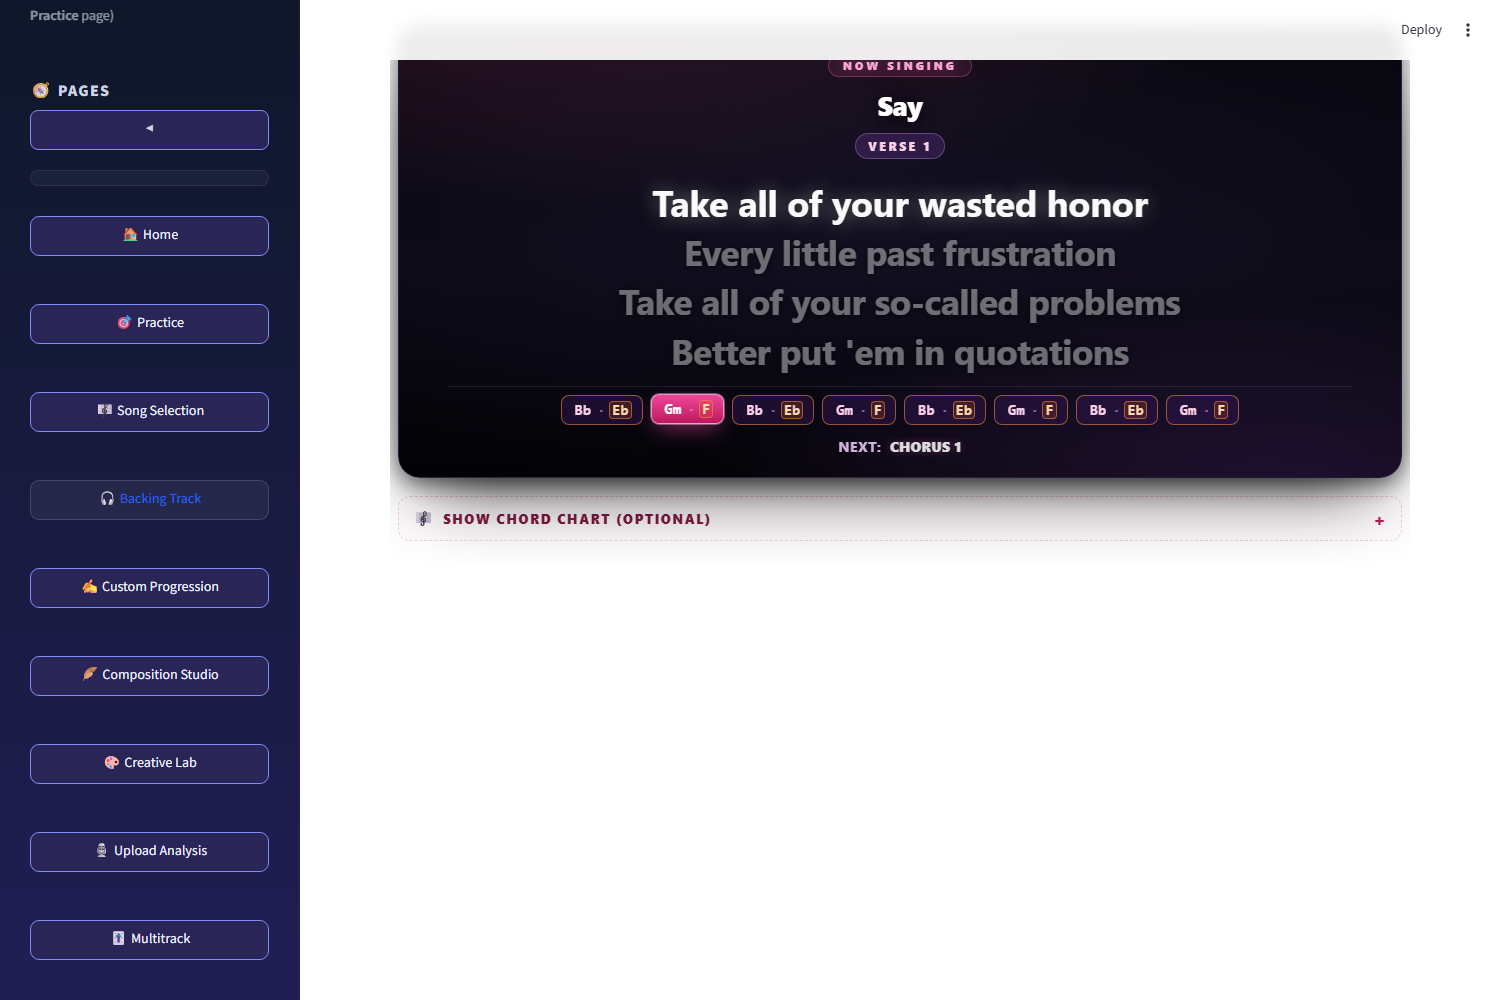 Practice page)
Deploy
PAGES
◄
Home
Practice
Song Selection
Backing Track
Custom Progression
Composition Studio
Creative Lab
Upload Analysis
Multitrack
NOW SINGING
Say
VERSE 1
Take all of your wasted honor
Every little past frustration
Take all of your so-called problems
Better put 'em in quotations
Bb · Eb Gm · F Bb · Eb Gm · F Bb · Eb Gm · F Bb · Eb Gm · F
NEXT: CHORUS 1
SHOW CHORD CHART (OPTIONAL) +